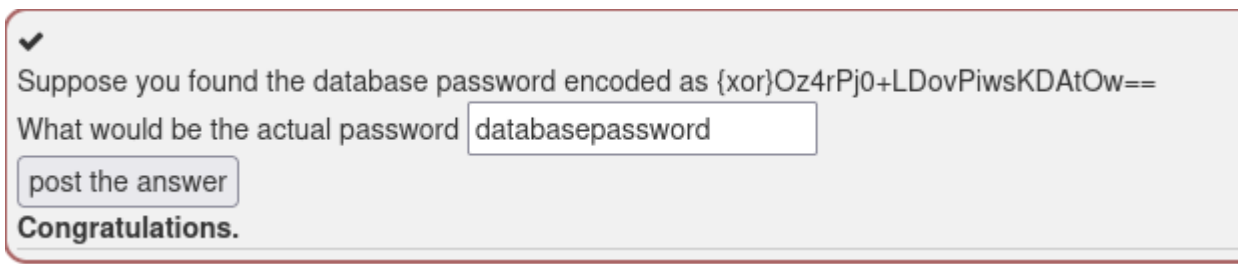 ✔
Suppose you found the database password encoded as {xor}Oz4rPj0+LDovPiwsKDAtOw==
What would be the actual password databasepassword
post the answer
Congratulations.